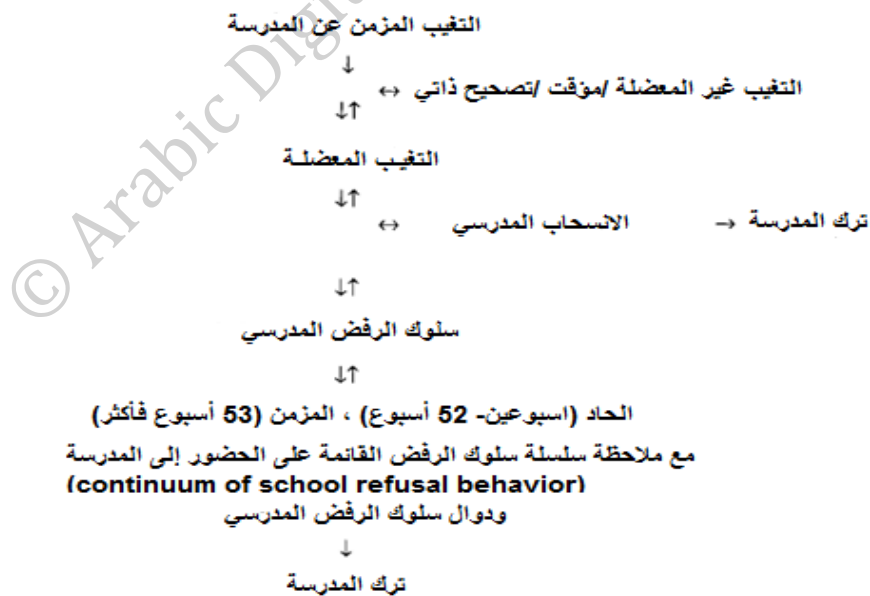 التغيب المزمن عن المدرسة
↓
التغيب غير المعضلة /مؤقت /تصحيح ذاتي ↔
↓↑
التغيب المعضلة
↓↑
ترك المدرسة → الانسحاب المدرسي ↔
↓↑
سلوك الرفض المدرسي
↓↑
الحاد (اسبوعين- 52 أسبوع) ، المزمن (53 أسبوع فأكثر)
مع ملاحظة سلسلة سلوك الرفض القائمة على الحضور إلى المدرسة
(continuum of school refusal behavior)
ودوال سلوك الرفض المدرسي
↓
ترك المدرسة
© Arabic Digi